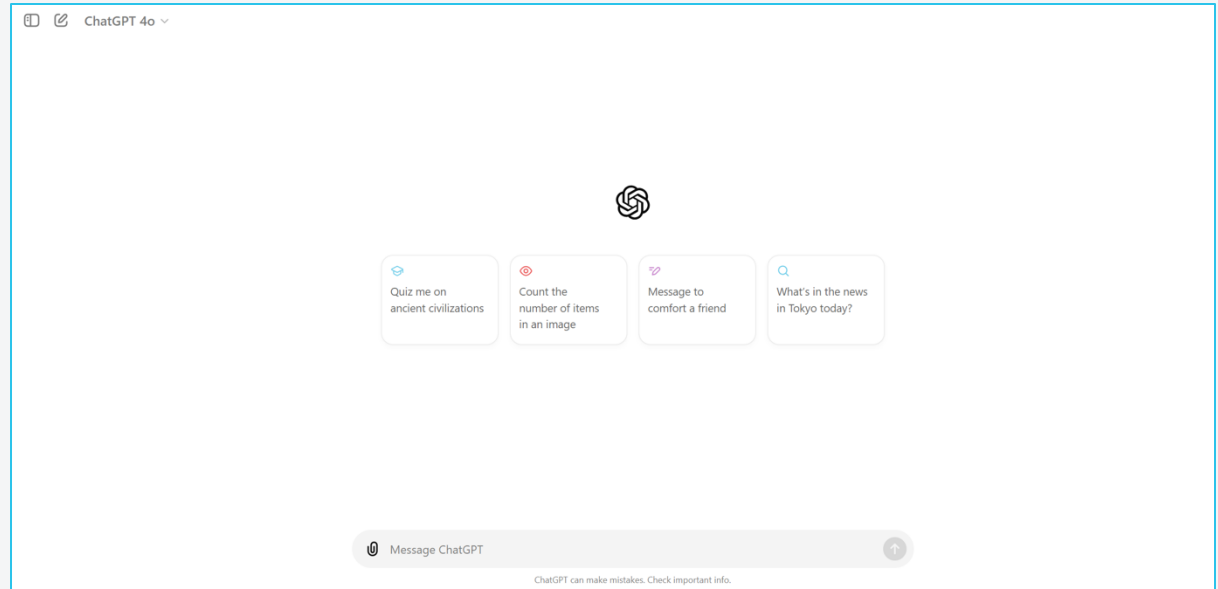 ChatGPT 4o
Quiz me on
ancient civilizations
Count the
number of items
in an image
Message to
comfort a friend
What's in the news
in Tokyo today?
Message ChatGPT
ChatGPT can make mistakes. Check important info.